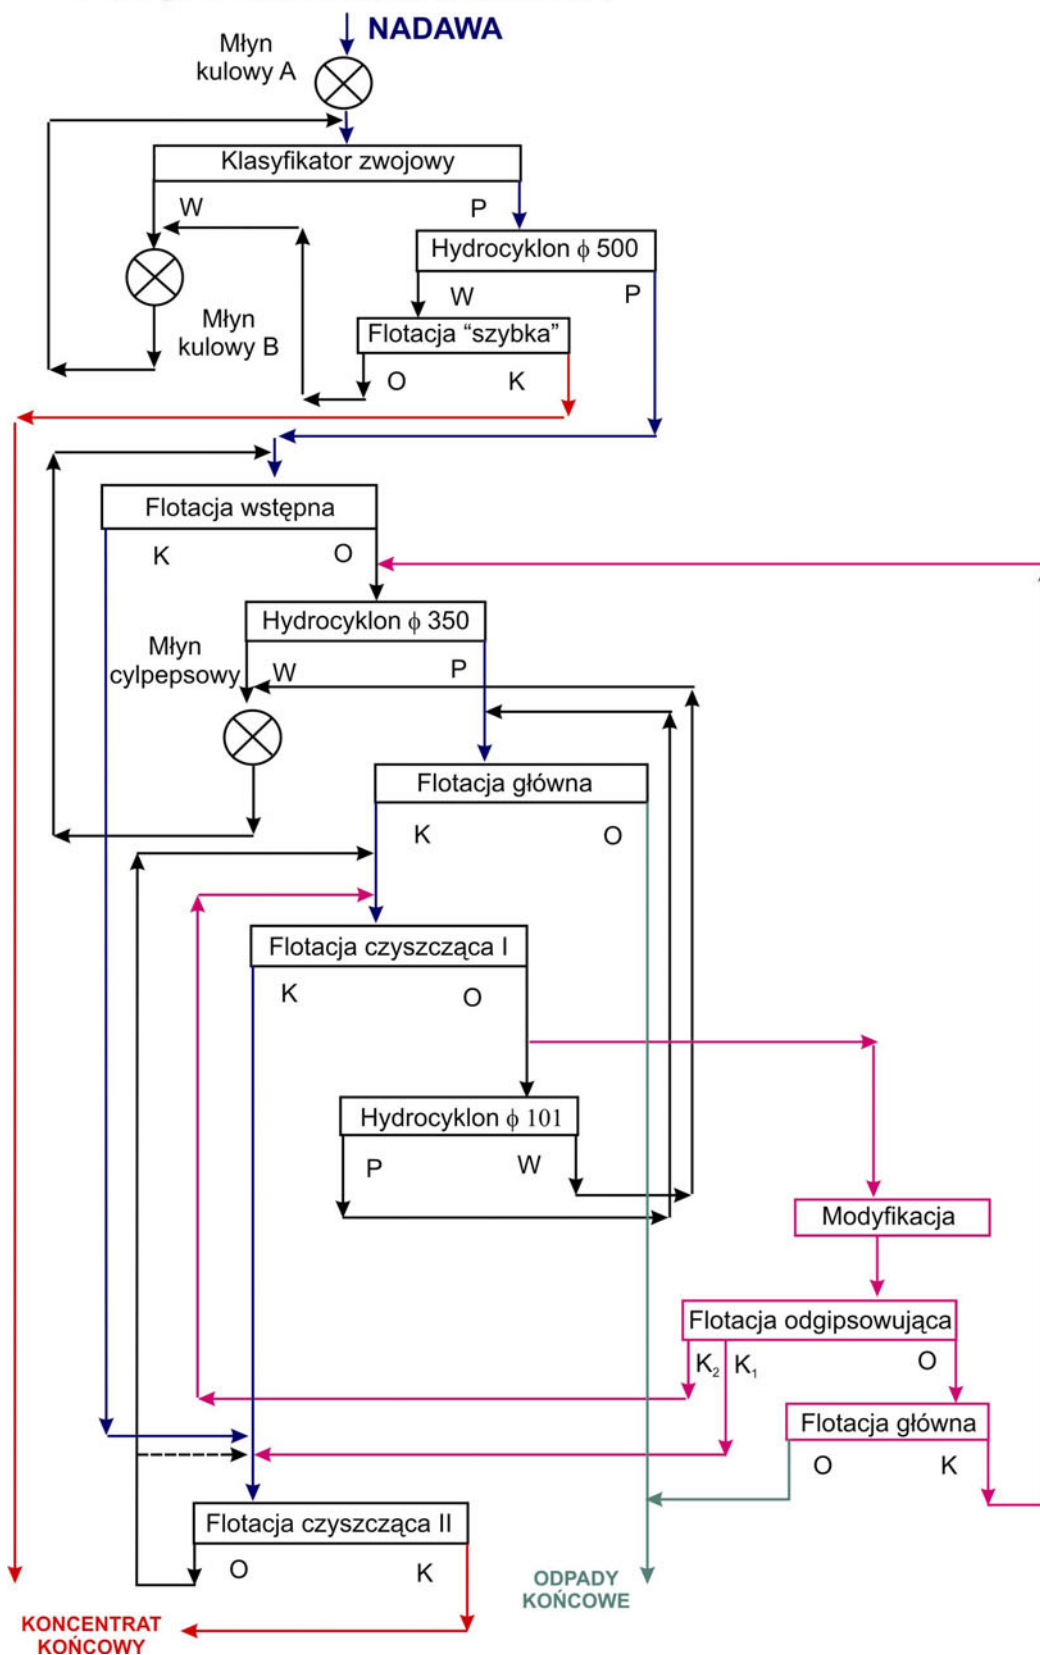 NADAWA
Młyn
kulowy A
Klasyfikator zwojowy
W
P
Hydrocyklon ϕ 500
W
P
Młyn
kulowy B
Flotacja “szybka”
O
K
Flotacja wstępna
K
O
Hydrocyklon ϕ 350
Młyn
cylpepsowy
W
P
Flotacja główna
K
O
Flotacja czyszcząca I
K
O
Hydrocyklon ϕ 101
P
W
Modyfikacja
Flotacja odgipsowująca
K₂
K₁
O
Flotacja główna
O
K
Flotacja czyszcząca II
O
K
ODPADY
KOŃCOWE
KONCENTRAT
KOŃCOWY